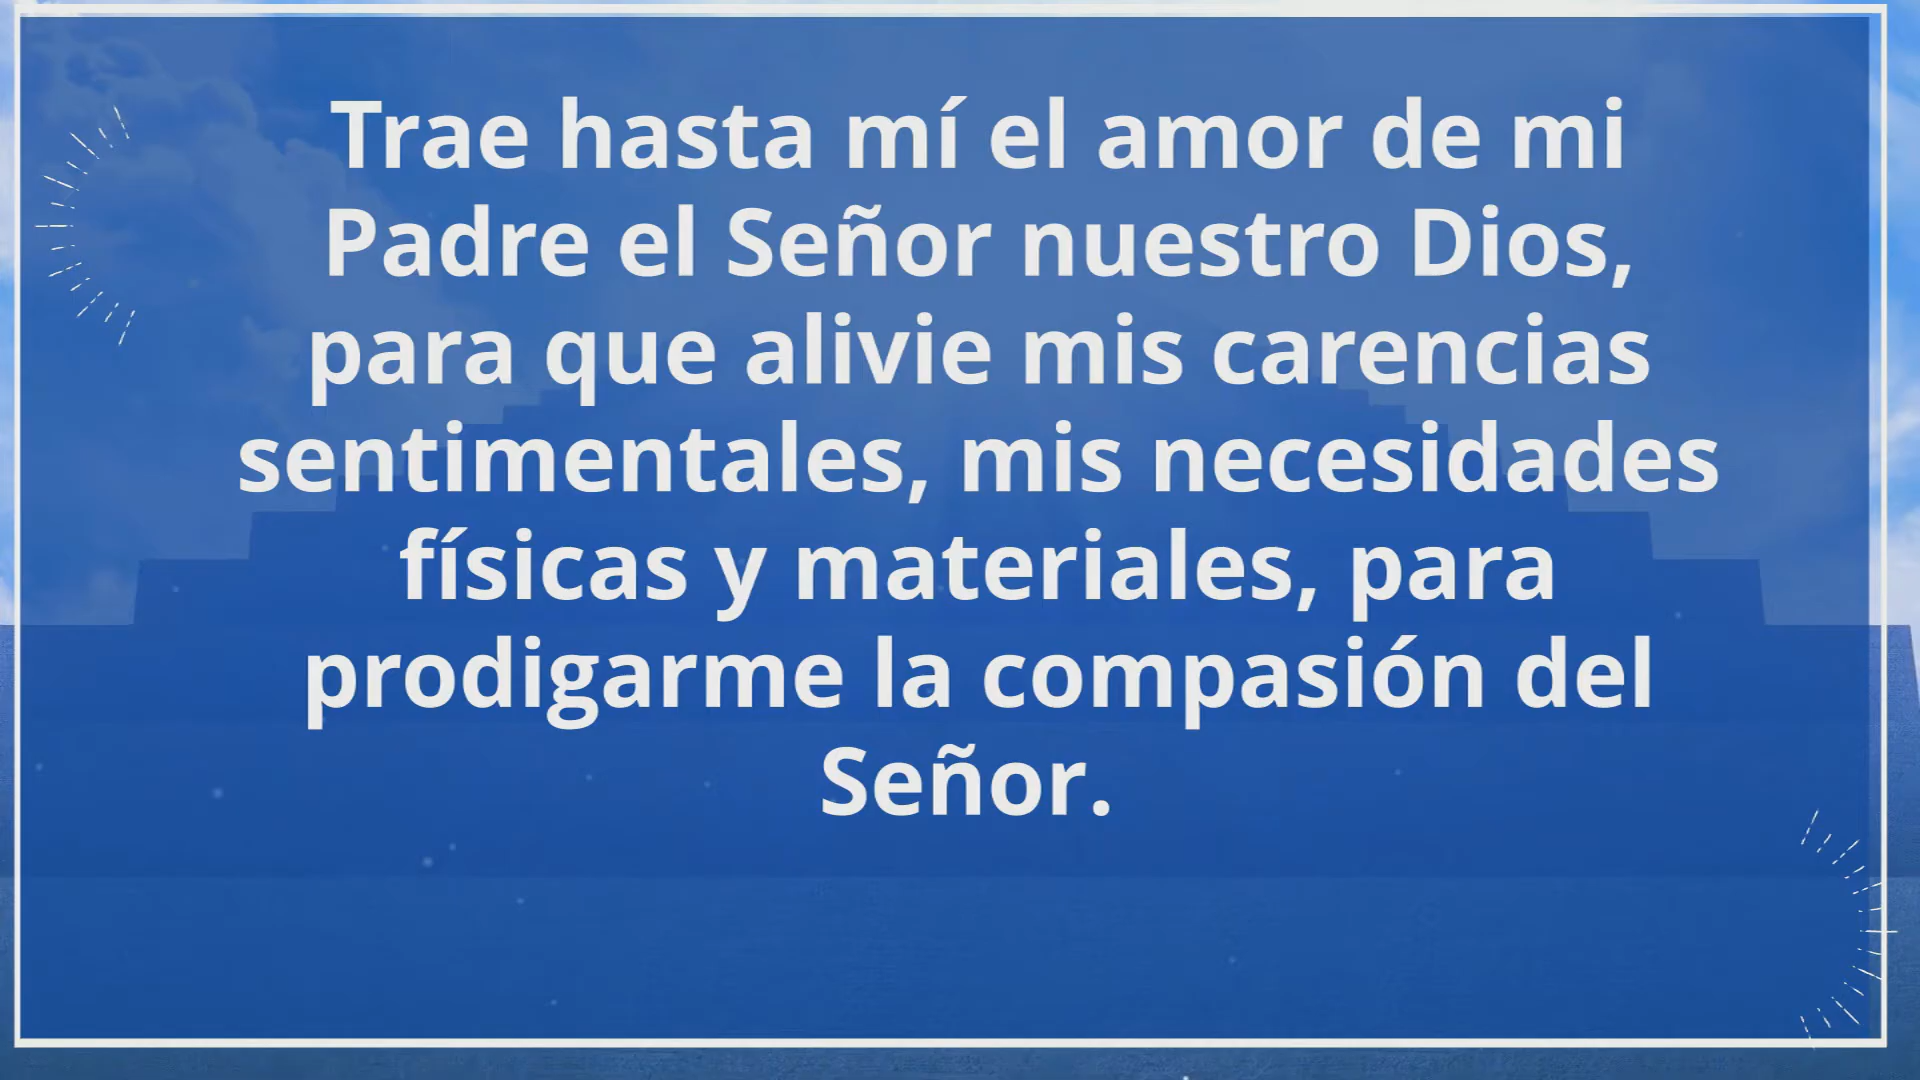 Trae hasta mí el amor de mi
Padre el Señor nuestro Dios,
para que alivie mis carencias
sentimentales, mis necesidades
físicas y materiales, para
prodigarme la compasión del
Señor.